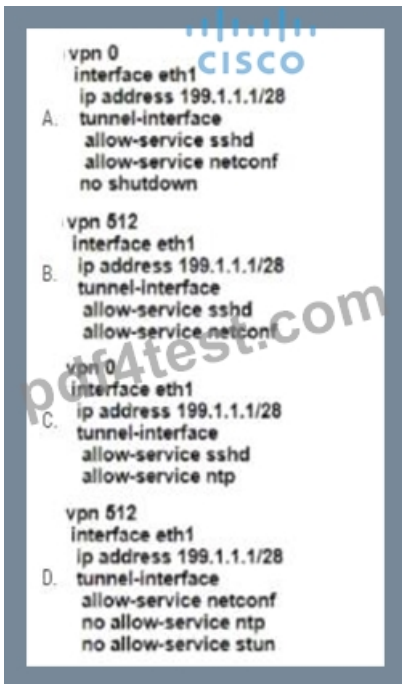 CISCO
vpn 0
interface eth1
ip address 199.1.1.1/28
A. tunnel-interface
allow-service sshd
allow-service netconf
no shutdown
vpn 512
interface eth1
B. ip address 199.1.1.1/28
tunnel-interface
allow-service sshd
allow-service netconf
pdf4test.com
vpn 0
interface eth1
C. ip address 199.1.1.1/28
tunnel-interface
allow-service sshd
allow-service ntp
vpn 512
interface eth1
ip address 199.1.1.1/28
D. tunnel-interface
allow-service netconf
no allow-service ntp
no allow-service stun